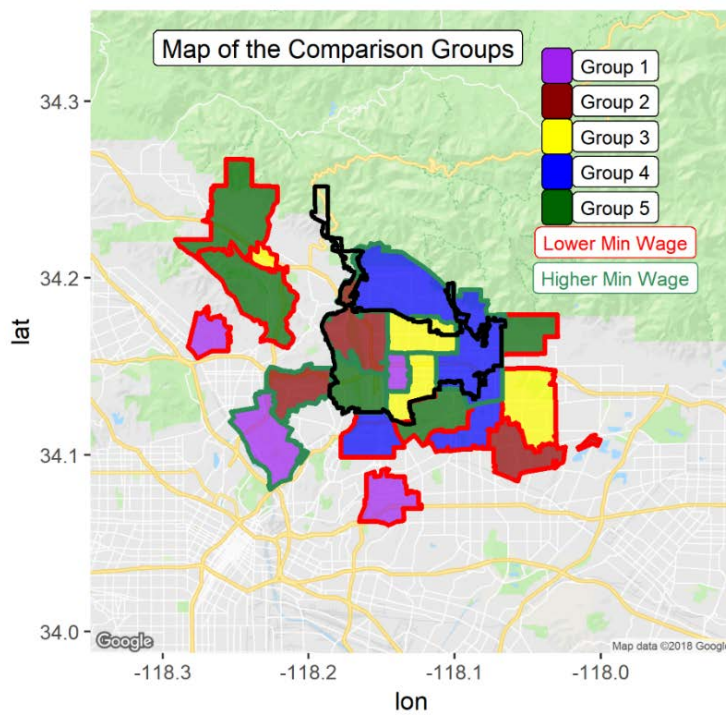 Map of the Comparison Groups
Group 1
Group 2
Group 3
Group 4
Group 5
Lower Min Wage
Higher Min Wage
34.3
34.2
34.1
34.0
lat
Google
Map data ©2018 Google
-118.3
-118.2
-118.1
-118.0
lon